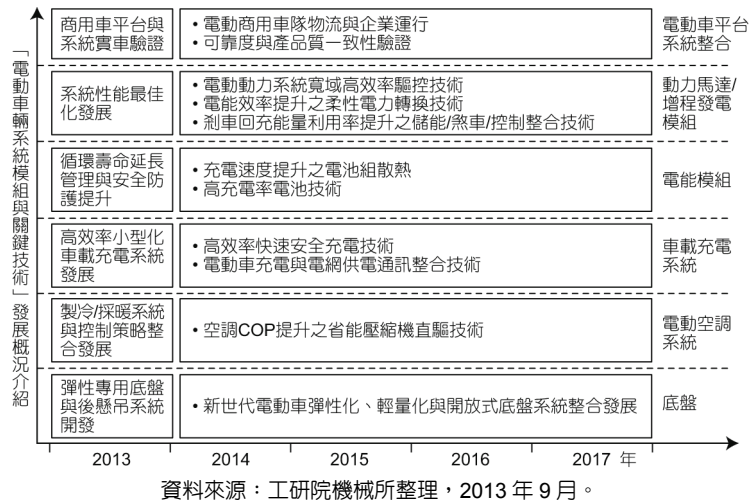 「電動車輛系統模組與關鍵技術」發展概況介紹
商用車平台與
系統實車驗證
• 電動商用車隊物流與企業運行
• 可靠度與產品質一致性驗證
電動車平台
系統整合
系統性能最佳
化發展
• 電動動力系統寬域高效率驅控技術
• 電能效率提升之柔性電力轉換技術
• 剎車回充能量利用率提升之儲能/煞車/控制整合技術
動力馬達/
增程發電
模組
循環壽命延長
管理與安全防
護提升
• 充電速度提升之電池組散熱
• 高充電率電池技術
電能模組
高效率小型化
車載充電系統
發展
• 高效率快速安全充電技術
• 電動車充電與電網供電通訊整合技術
車載充電
系統
製冷/採暖系統
與控制策略整
合發展
• 空調COP提升之省能壓縮機直驅技術
電動空調
系統
彈性專用底盤
與後懸吊系統
開發
• 新世代電動車彈性化、輕量化與開放式底盤系統整合發展
底盤
2013 2014 2015 2016 2017 年
資料來源：工研院機械所整理，2013 年 9 月。